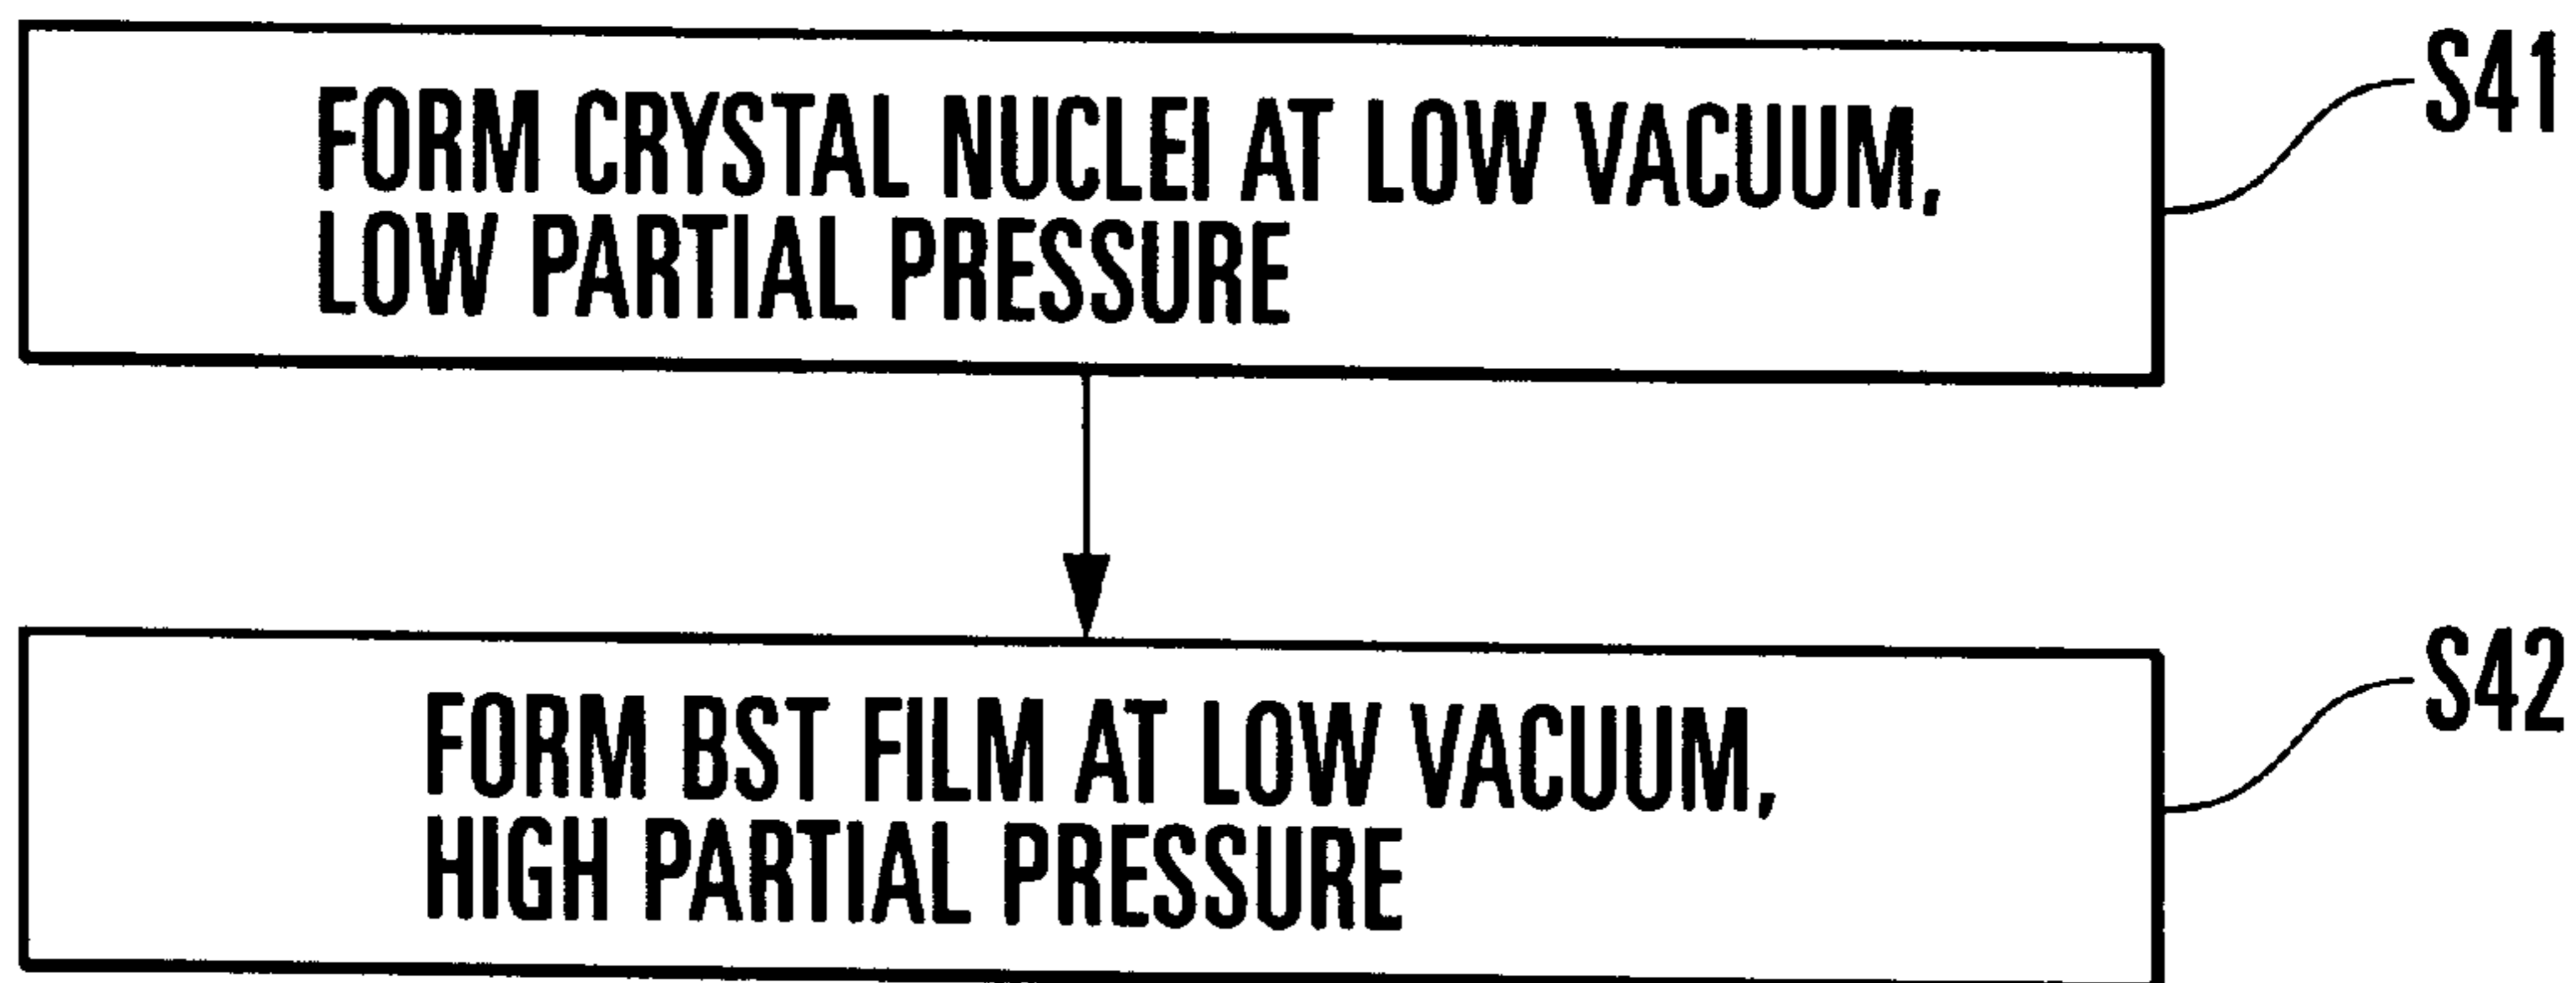 FORM CRYSTAL NUCLEI AT LOW VACUUM,
LOW PARTIAL PRESSURE
S41
FORM BST FILM AT LOW VACUUM,
HIGH PARTIAL PRESSURE
S42